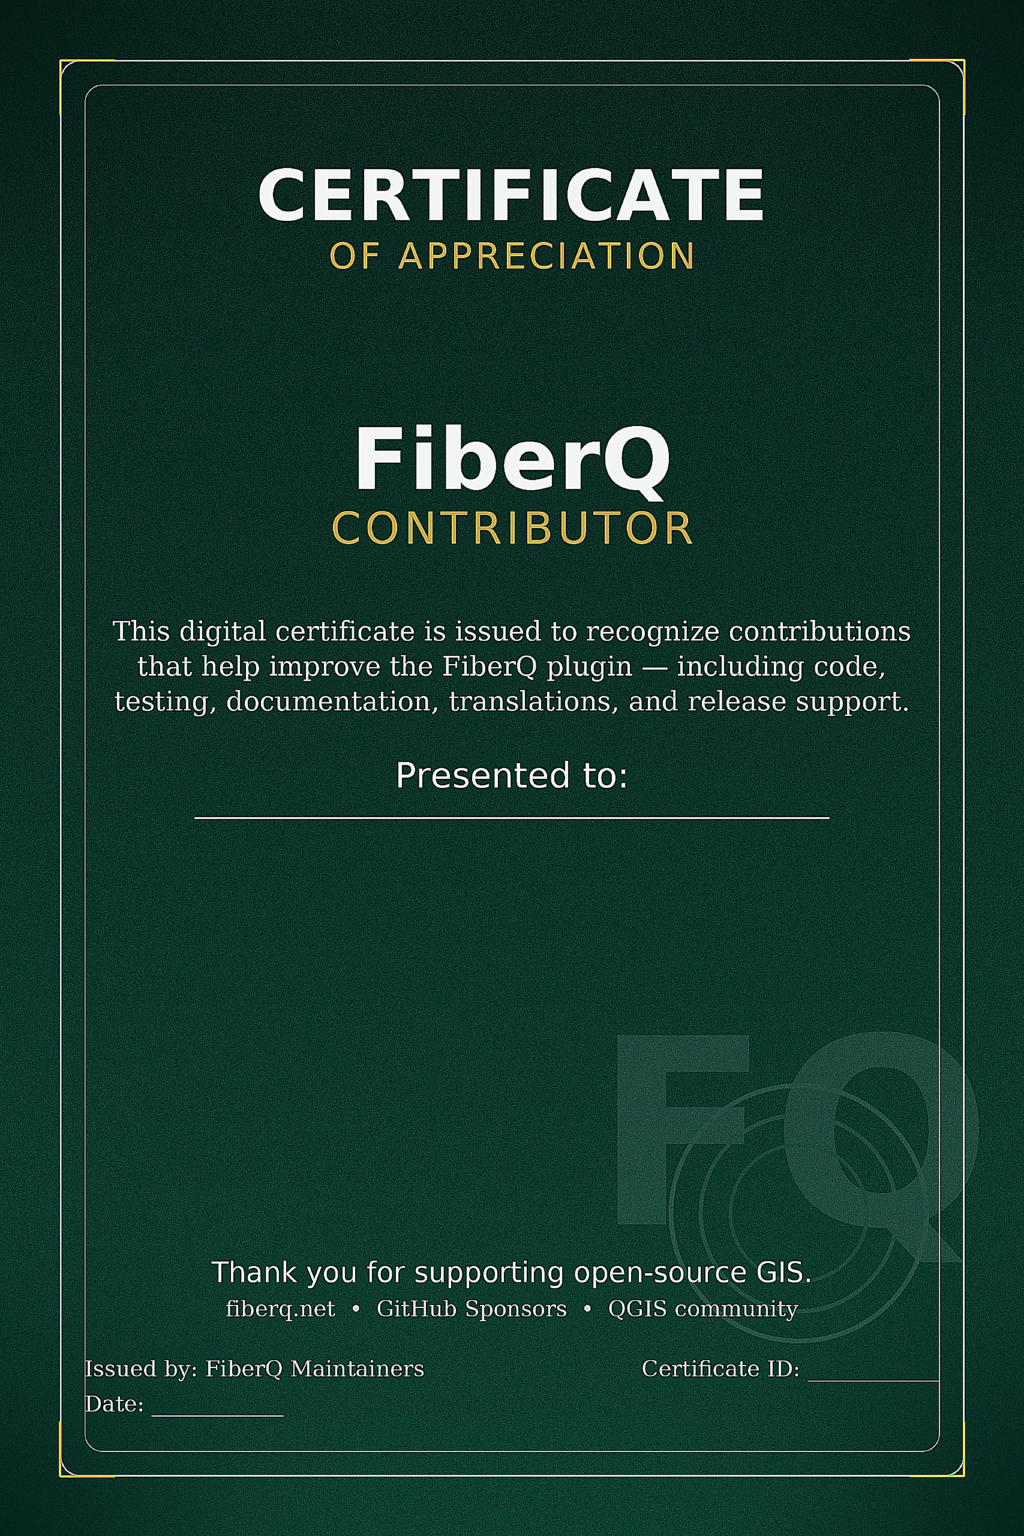 CERTIFICATE
OF APPRECIATION
FiberQ
CONTRIBUTOR
This digital certificate is issued to recognize contributions
that help improve the FiberQ plugin — including code,
testing, documentation, translations, and release support.
Presented to:
FQ
Thank you for supporting open-source GIS.
fiberq.net • GitHub Sponsors • QGIS community
Issued by: FiberQ Maintainers
Certificate ID: ____________
Date: ____________